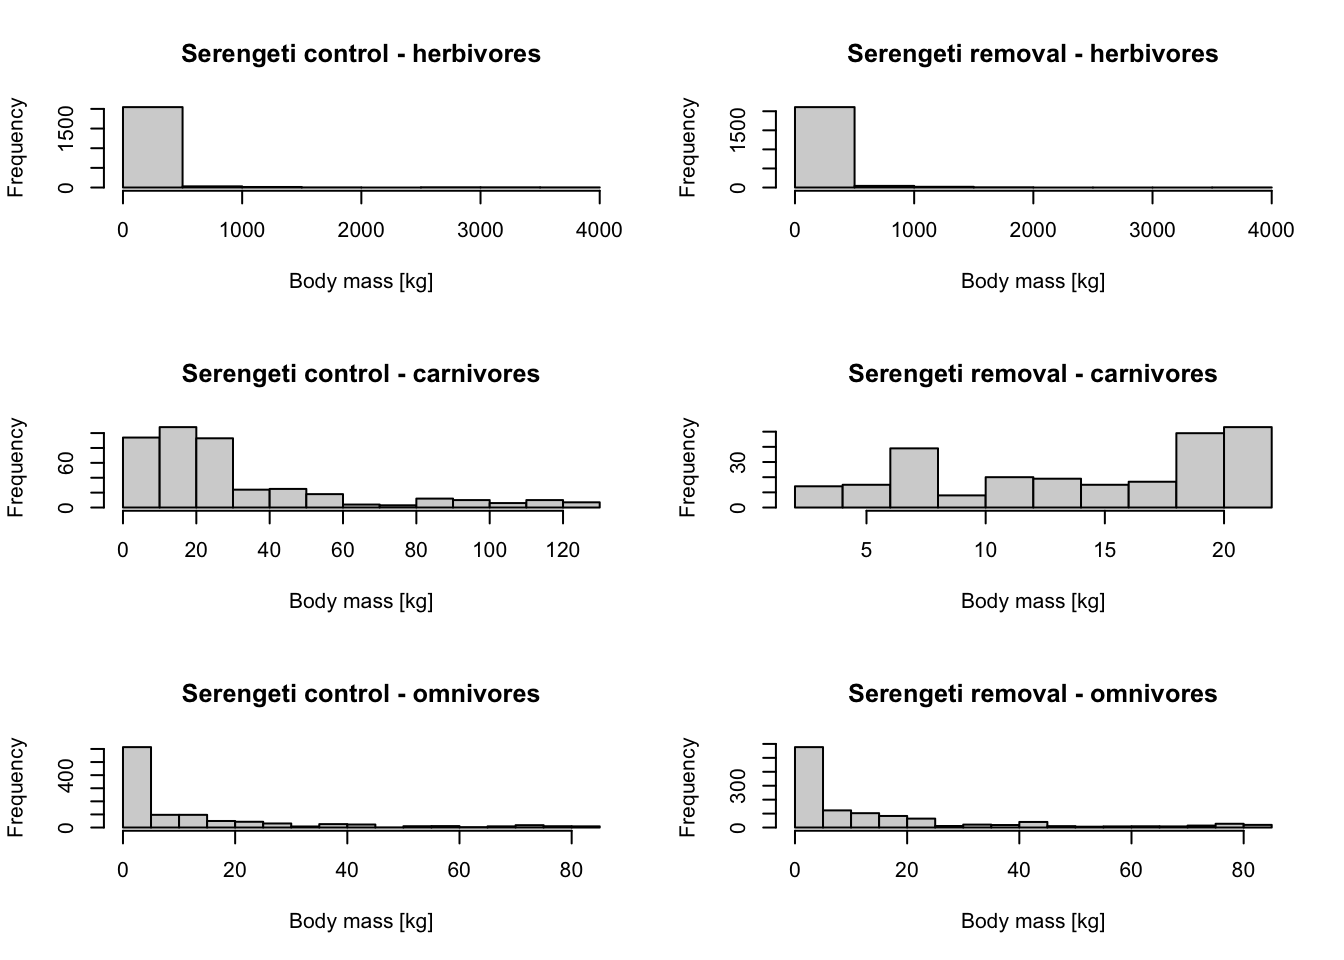 Serengeti control - herbivores
Frequency
1500
0
0 1000 2000 3000 4000
Body mass [kg]
Serengeti removal - herbivores
Frequency
1500
0
0 1000 2000 3000 4000
Body mass [kg]
Serengeti control - carnivores
Frequency
60
0
0 20 40 60 80 100 120
Body mass [kg]
Serengeti removal - carnivores
Frequency
30
0
5 10 15 20
Body mass [kg]
Serengeti control - omnivores
Frequency
400
0
0 20 40 60 80
Body mass [kg]
Serengeti removal - omnivores
Frequency
300
0
0 20 40 60 80
Body mass [kg]